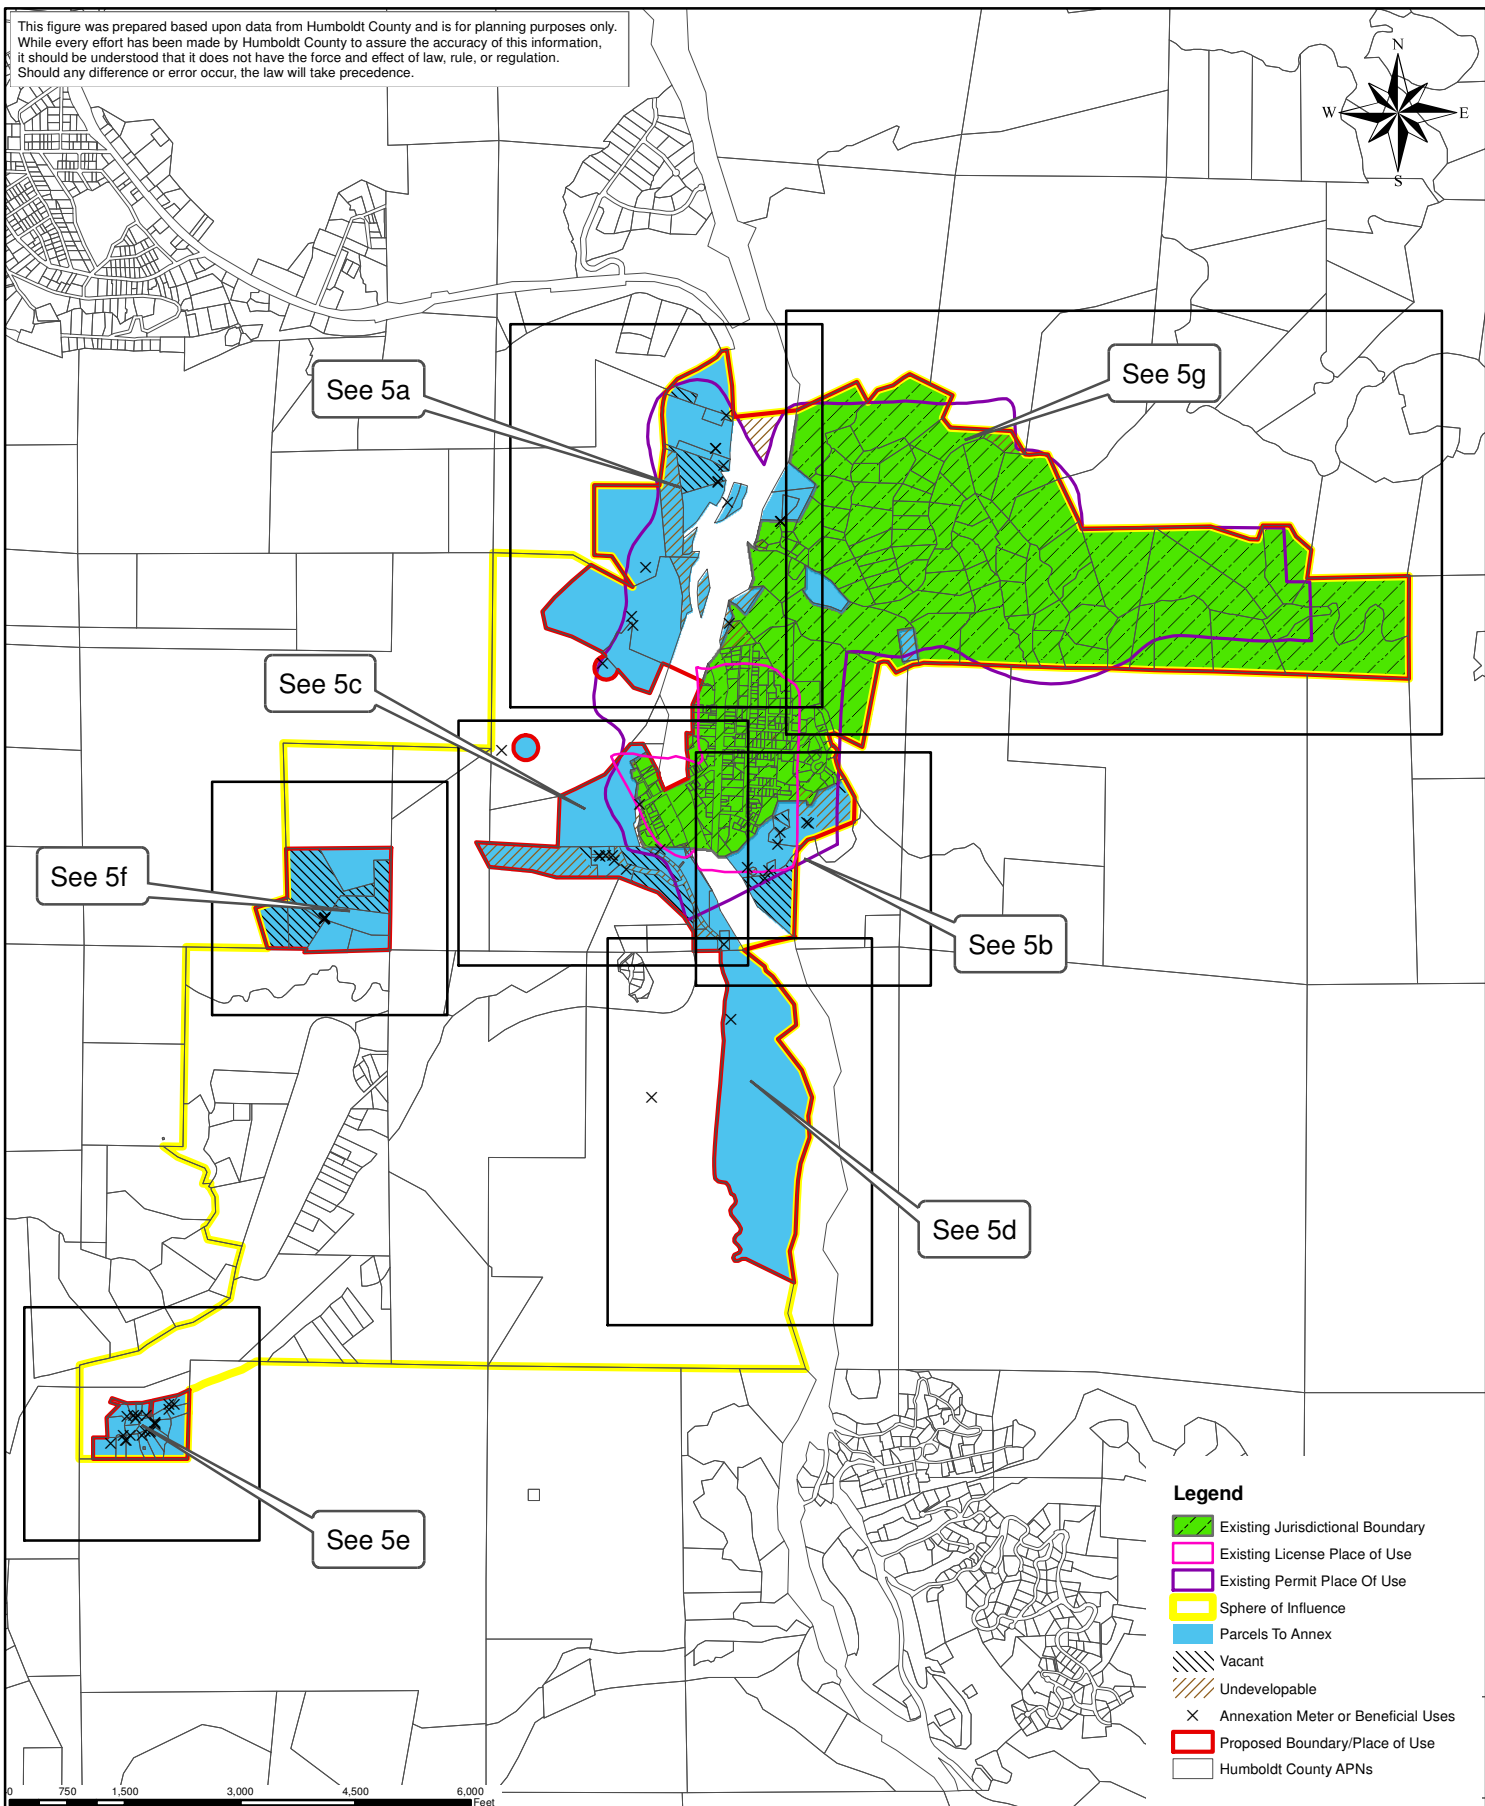 This figure was prepared based upon data from Humboldt County and is for planning purposes only.
While every effort has been made by Humboldt County to assure the accuracy of this information,
it should be understood that it does not have the force and effect of law, rule, or regulation.
Should any difference or error occur, the law will take precedence.
N
W
E
S
See 5a
See 5g
See 5c
See 5f
See 5b
See 5d
See 5e
Legend
Existing Jurisdictional Boundary
Existing License Place of Use
Existing Permit Place Of Use
Sphere of Influence
Parcels To Annex
Vacant
Undevelopable
Annexation Meter or Beneficial Uses
Proposed Boundary/Place of Use
Humboldt County APNs
0 750 1,500 3,000 4,500 6,000
Feet